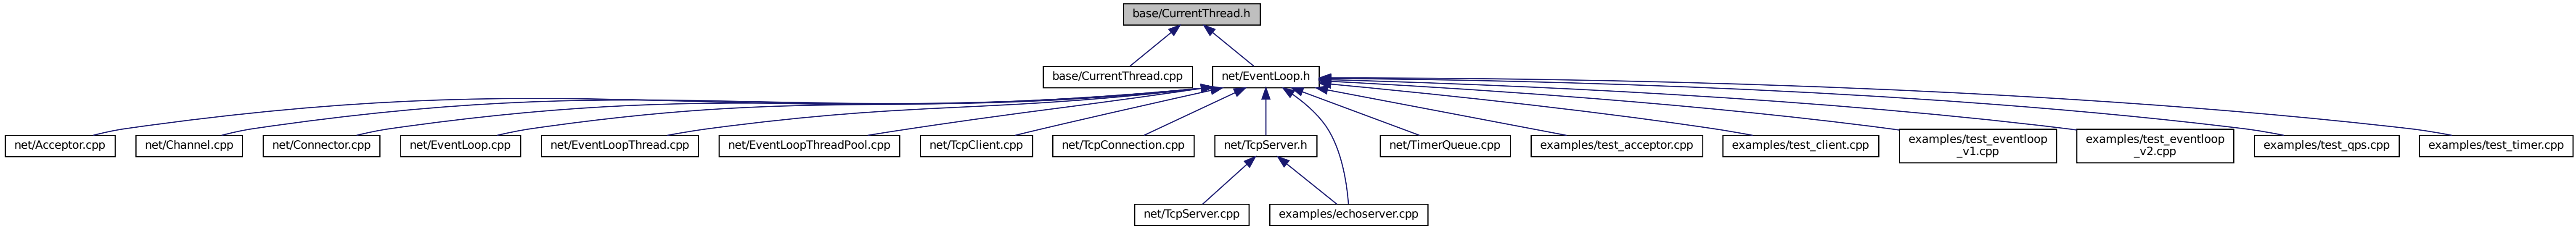 base/CurrentThread.h
base/CurrentThread.cpp
net/EventLoop.h
net/Acceptor.cpp
net/Channel.cpp
net/Connector.cpp
net/EventLoop.cpp
net/EventLoopThread.cpp
net/EventLoopThreadPool.cpp
net/TcpClient.cpp
net/TcpConnection.cpp
net/TcpServer.h
net/TimerQueue.cpp
examples/test_acceptor.cpp
examples/test_client.cpp
examples/test_eventloop
_v1.cpp
examples/test_eventloop
_v2.cpp
examples/test_qps.cpp
examples/test_timer.cpp
net/TcpServer.cpp
examples/echoserver.cpp